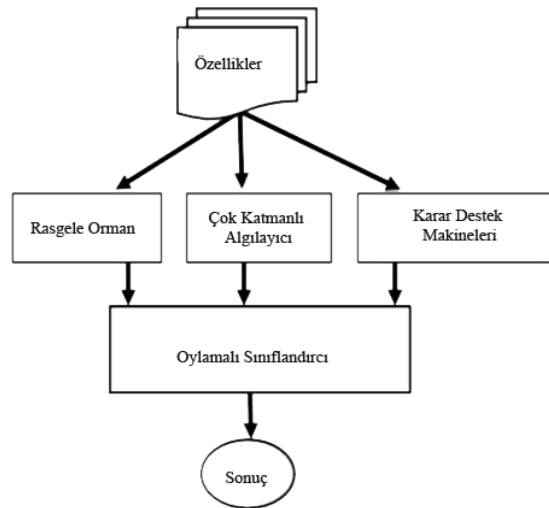 Özellikler
Rasgele Orman
Çok Katmanlı
Algılayıcı
Karar Destek
Makineleri
Oylamalı Sınıflandırcı
Sonuç